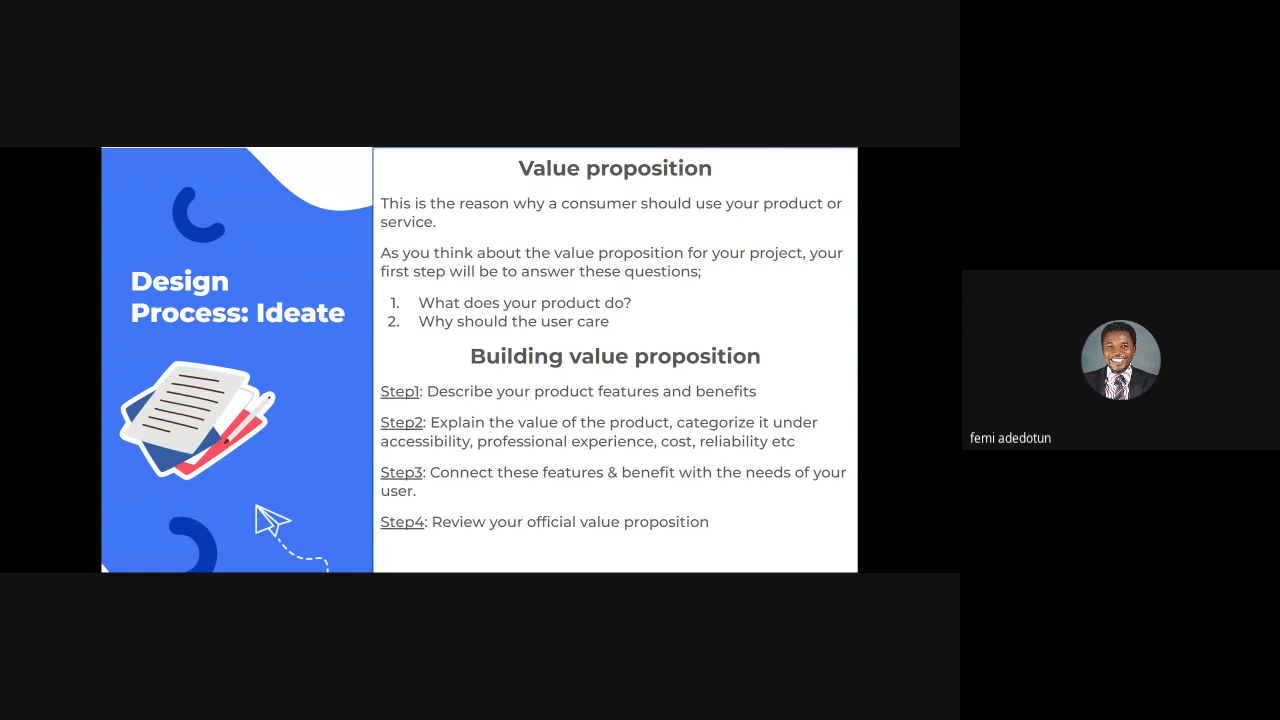 Design
Process: Ideate
Value proposition
This is the reason why a consumer should use your product or
service.
As you think about the value proposition for your project, your
first step will be to answer these questions;
1. What does your product do?
2. Why should the user care
Building value proposition
Step1: Describe your product features and benefits
Step2: Explain the value of the product, categorize it under
accessibility, professional experience, cost, reliability etc
Step3: Connect these features & benefit with the needs of your
user.
Step4: Review your official value proposition
femi adedotun